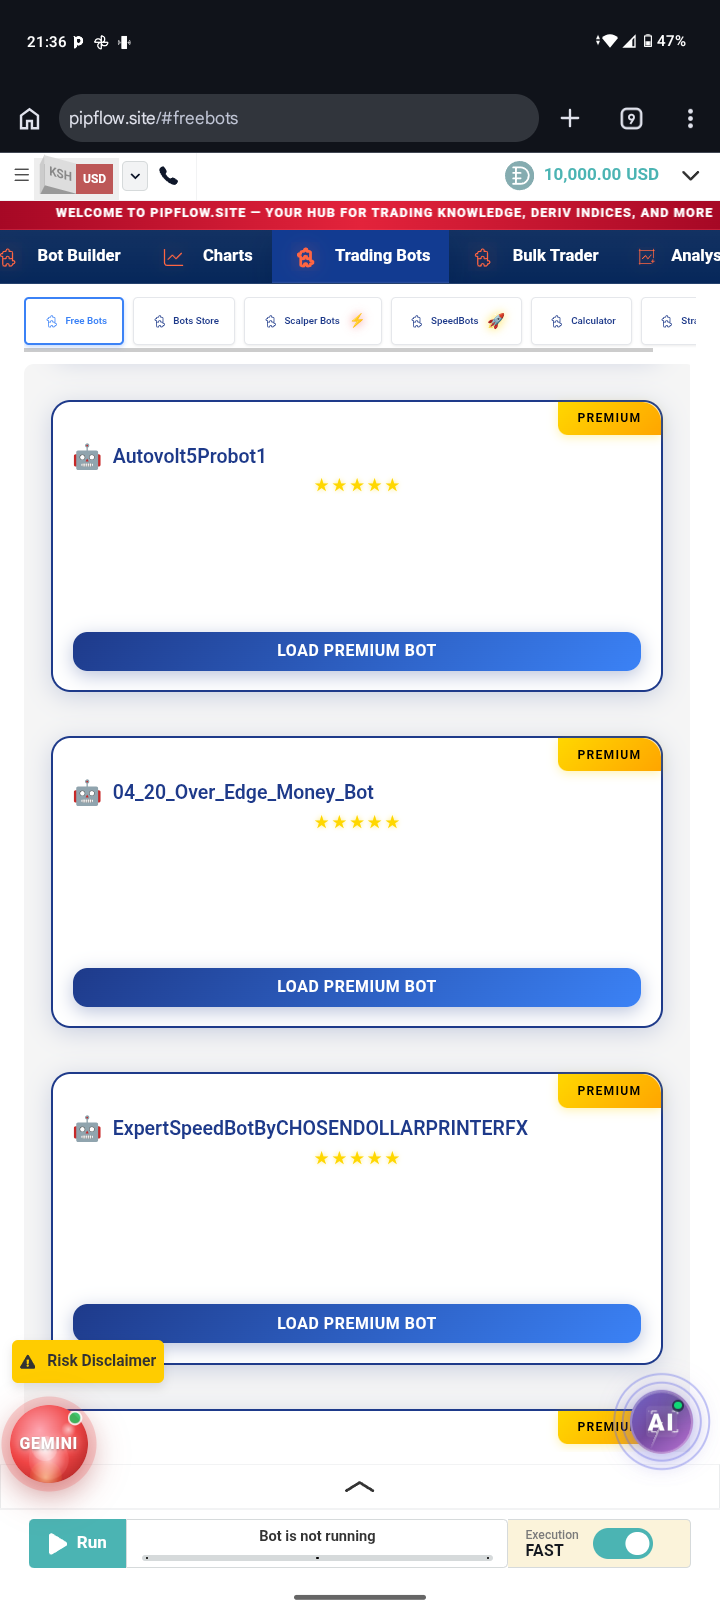 21:36
47%
pipflow.site/#freebots
9
KSH
USD
10,000.00 USD
WELCOME TO PIPFLOW.SITE — YOUR HUB FOR TRADING KNOWLEDGE, DERIV INDICES, AND MORE
Bot Builder
Charts
Trading Bots
Bulk Trader
Analys
Free Bots
Bots Store
Scalper Bots
SpeedBots
Calculator
Stra
PREMIUM
Autovolt5Probot1
★★★★★
LOAD PREMIUM BOT
PREMIUM
04_20_Over_Edge_Money_Bot
★★★★★
LOAD PREMIUM BOT
PREMIUM
ExpertSpeedBotByCHOSENDOLLARPRINTERFX
★★★★★
LOAD PREMIUM BOT
Risk Disclaimer
PREMIU
GEMINI
AI
Run
Bot is not running
Execution
FAST